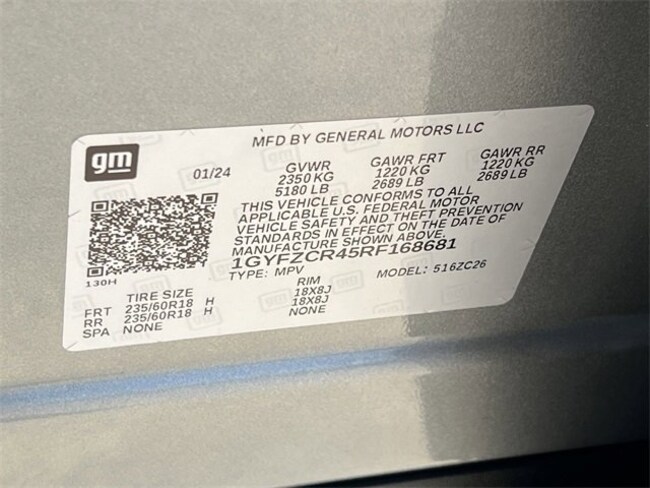 MFD BY GENERAL MOTORS LLC
gm
01/24
GVWR GAWR FRT GAWR RR
2350 KG 1220 KG 1220 KG
5180 LB 2689 LB 2689 LB
THIS VEHICLE CONFORMS TO ALL
APPLICABLE U.S. FEDERAL MOTOR
VEHICLE SAFETY AND THEFT PREVENTION
STANDARDS IN EFFECT ON THE DATE OF
MANUFACTURE SHOWN ABOVE.
1GYFZCR45RF168681
130H
TYPE: MPV MODEL: 516ZC26
TIRE SIZE RIM
FRT 235/60R18 H 18X8J
RR 235/60R18 H 18X8J
SPA NONE NONE